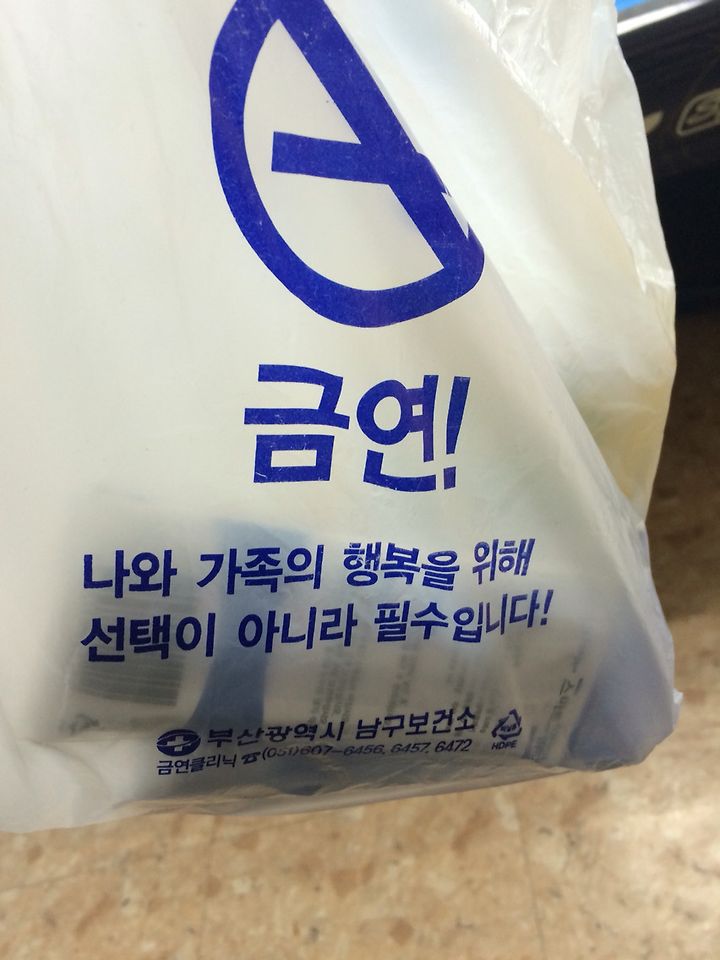 금연!
나와 가족의 행복을 위해
선택이 아니라 필수입니다!
부산광역시 남구보건소
금연클리닉 ☎(051)607-6456, 6457, 6472
HDPE